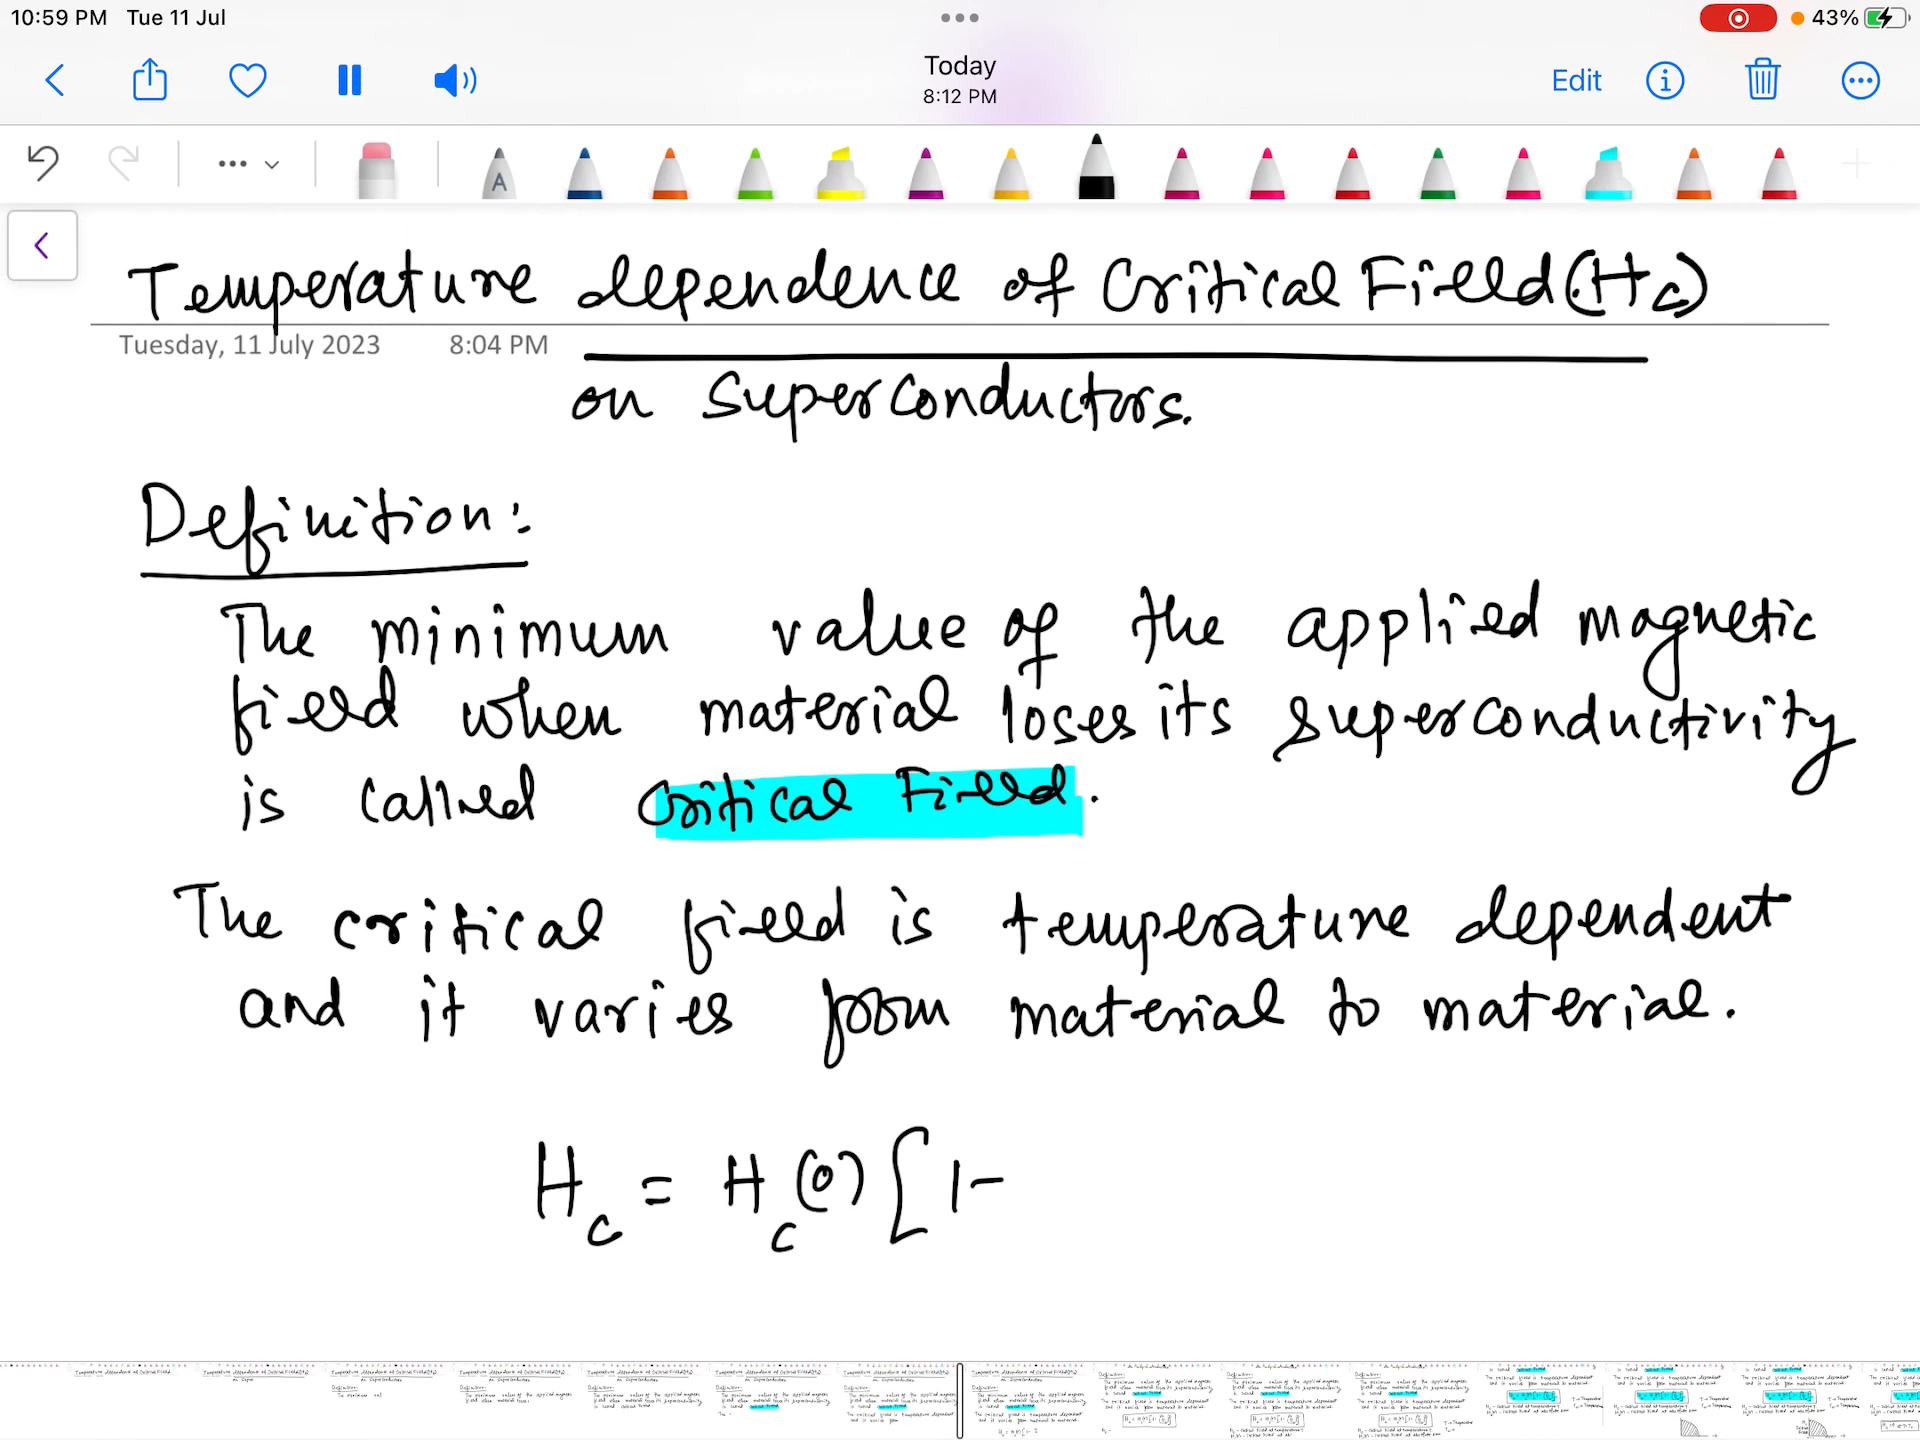 10:59 PM Tue 11 Jul
43%
Today
8:12 PM
Edit
A
Temperature dependence of Critical Field (Hc)
Tuesday, 11 July 2023 8:04 PM
on Superconductors.
Definition:
The minimum value of the applied magnetic
field when material loses its superconductivity
is called Critical Field.
The critical field is temperature dependent
and it varies from material to material.
Hc = Hc(0) [ 1-